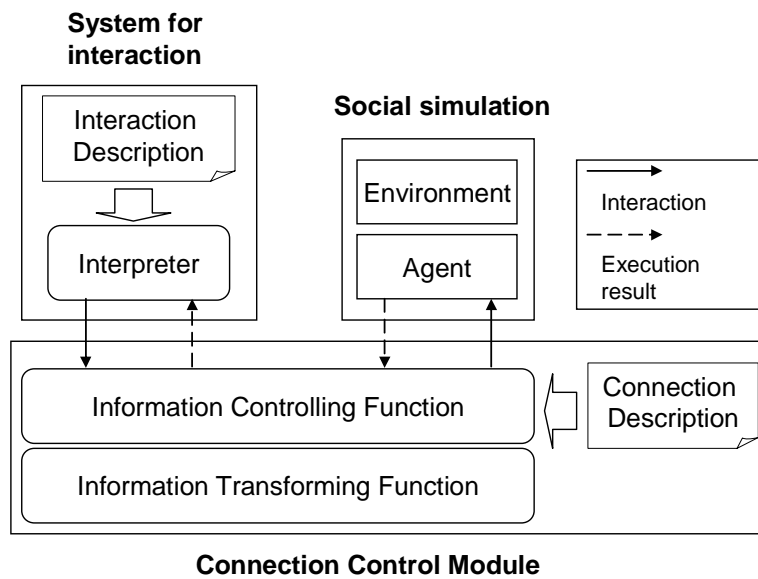 System for
interaction
Interaction
Description
Interpreter
Social simulation
Environment
Agent
Interaction
Execution
result
Information Controlling Function
Connection
Description
Information Transforming Function
Connection Control Module